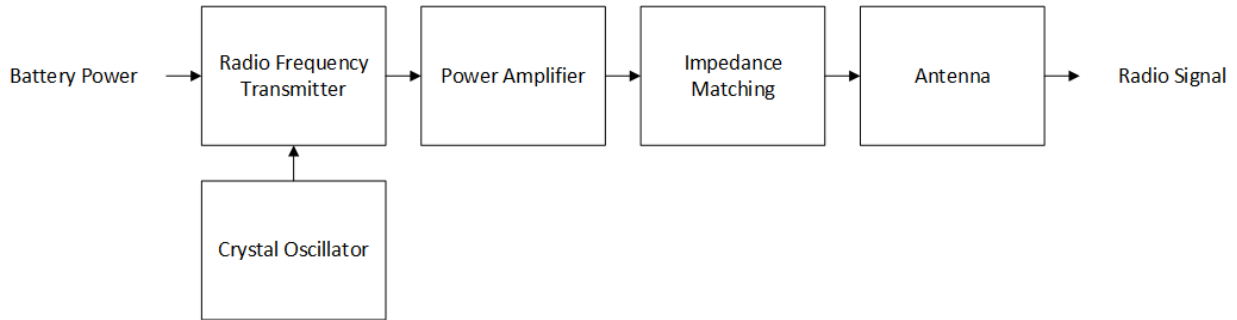 Battery Power
Radio Frequency
Transmitter
Power Amplifier
Impedance
Matching
Antenna
Radio Signal
Crystal Oscillator